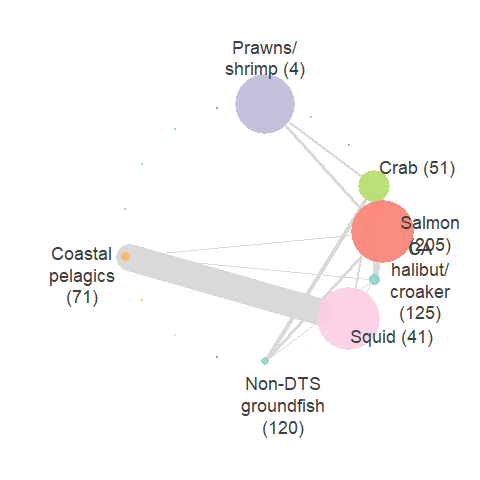 Prawns/
shrimp (4)
Crab (51)
Salmon
(205)
CA
halibut/
croaker
(125)
Coastal
pelagics
(71)
Squid (41)
Non-DTS
groundfish
(120)